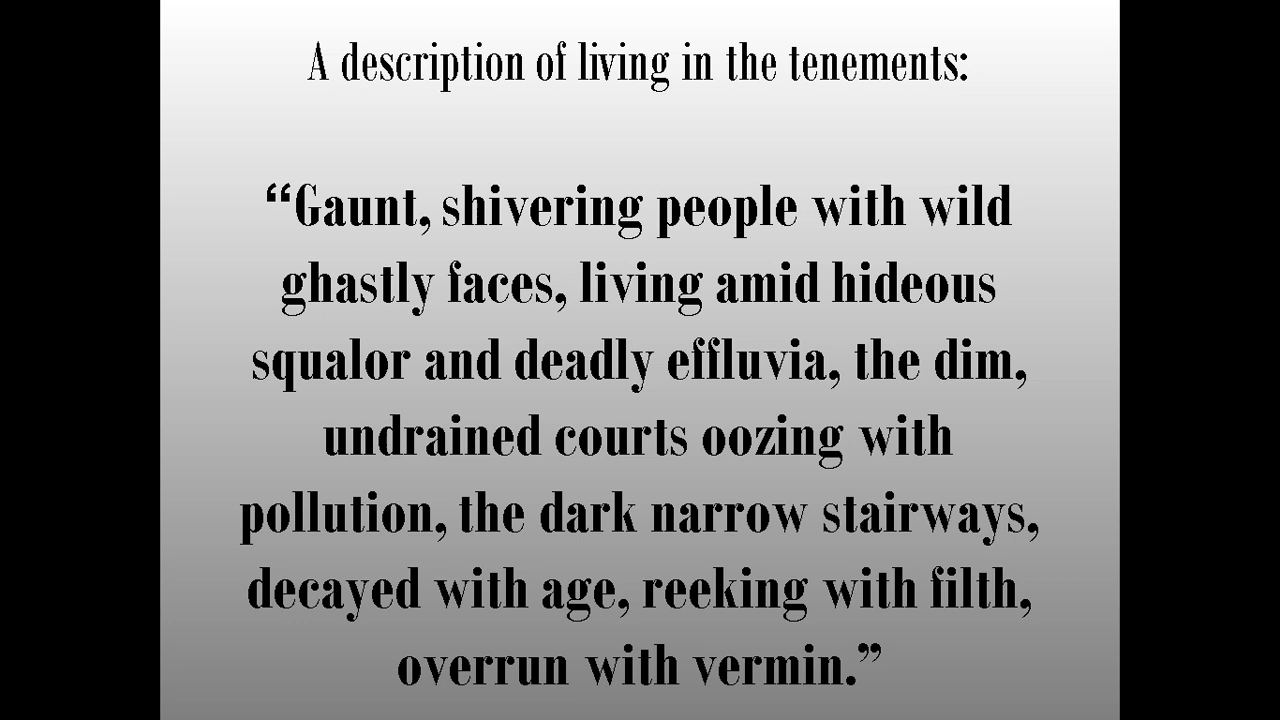 A description of living in the tenements:
“Gaunt, shivering people with wild
ghastly faces, living amid hideous
squalor and deadly effluvia, the dim,
undrained courts oozing with
pollution, the dark narrow stairways,
decayed with age, reeking with filth,
overrun with vermin.”